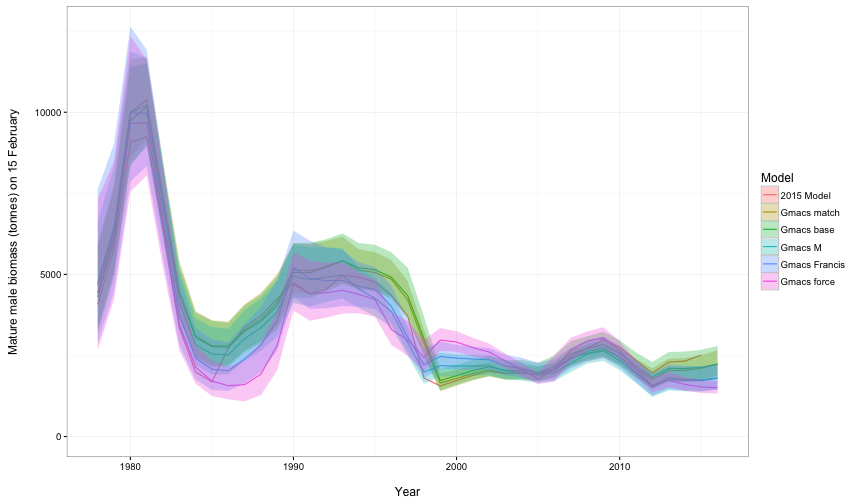 Mature male biomass (tonnes) on 15 February
10000
5000
0
1980
1990
2000
2010
Year
Model
2015 Model
Gmacs match
Gmacs base
Gmacs M
Gmacs Francis
Gmacs force